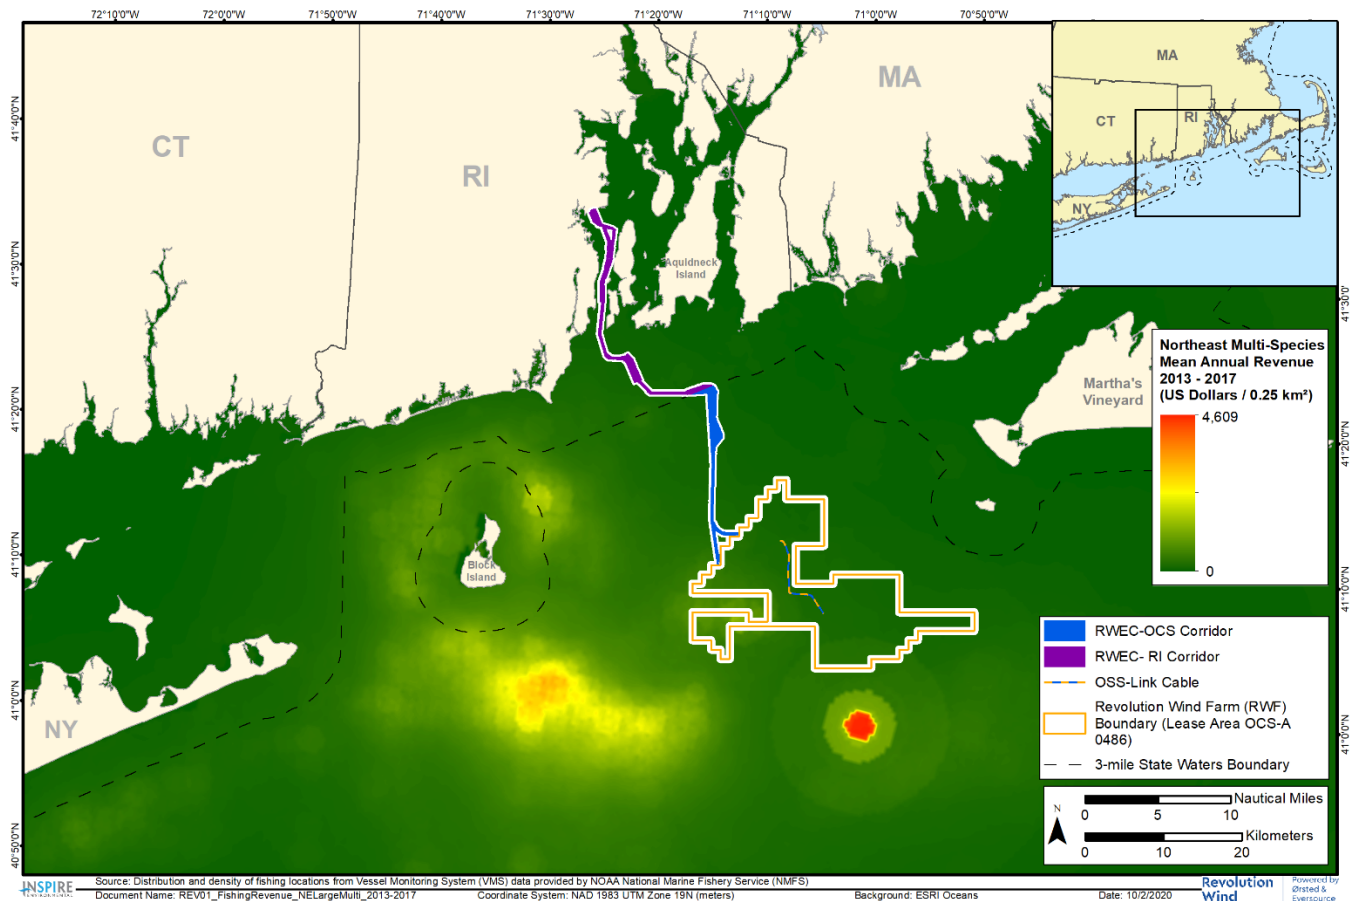 72°10'0"W 72°0'0"W 71°50'0"W 71°40'0"W 71°30'0"W 71°20'0"W 71°10'0"W 71°0'0"W 70°50'0"W
41°40'0"N
41°30'0"N
41°20'0"N
41°10'0"N
41°0'0"N
40°50'0"N
CT
RI
MA
NY
Aquidneck
Island
Block
Island
Martha's
Vineyard
MA
CT
RI
NY
41°30'0"
41°20'0"N
41°10'0"N
41°0'0"N
Northeast Multi-Species
Mean Annual Revenue
2013 - 2017
(US Dollars / 0.25 km²)
4,609
0
RWEC-OCS Corridor
RWEC- RI Corridor
OSS-Link Cable
Revolution Wind Farm (RWF)
Boundary (Lease Area OCS-A
0486)
3-mile State Waters Boundary
N
Nautical Miles
0 5 10
Kilometers
0 10 20
INSPIRE
ENVIRONMENTAL
Source: Distribution and density of fishing locations from Vessel Monitoring System (VMS) data provided by NOAA National Marine Fishery Service (NMFS)
Document Name: REV01_FishingRevenue_NELargeMulti_2013-2017 Coordinate System: NAD 1983 UTM Zone 19N (meters) Background: ESRI Oceans Date: 10/2/2020
Revolution
Wind
Powered by
Ørsted &
Eversource